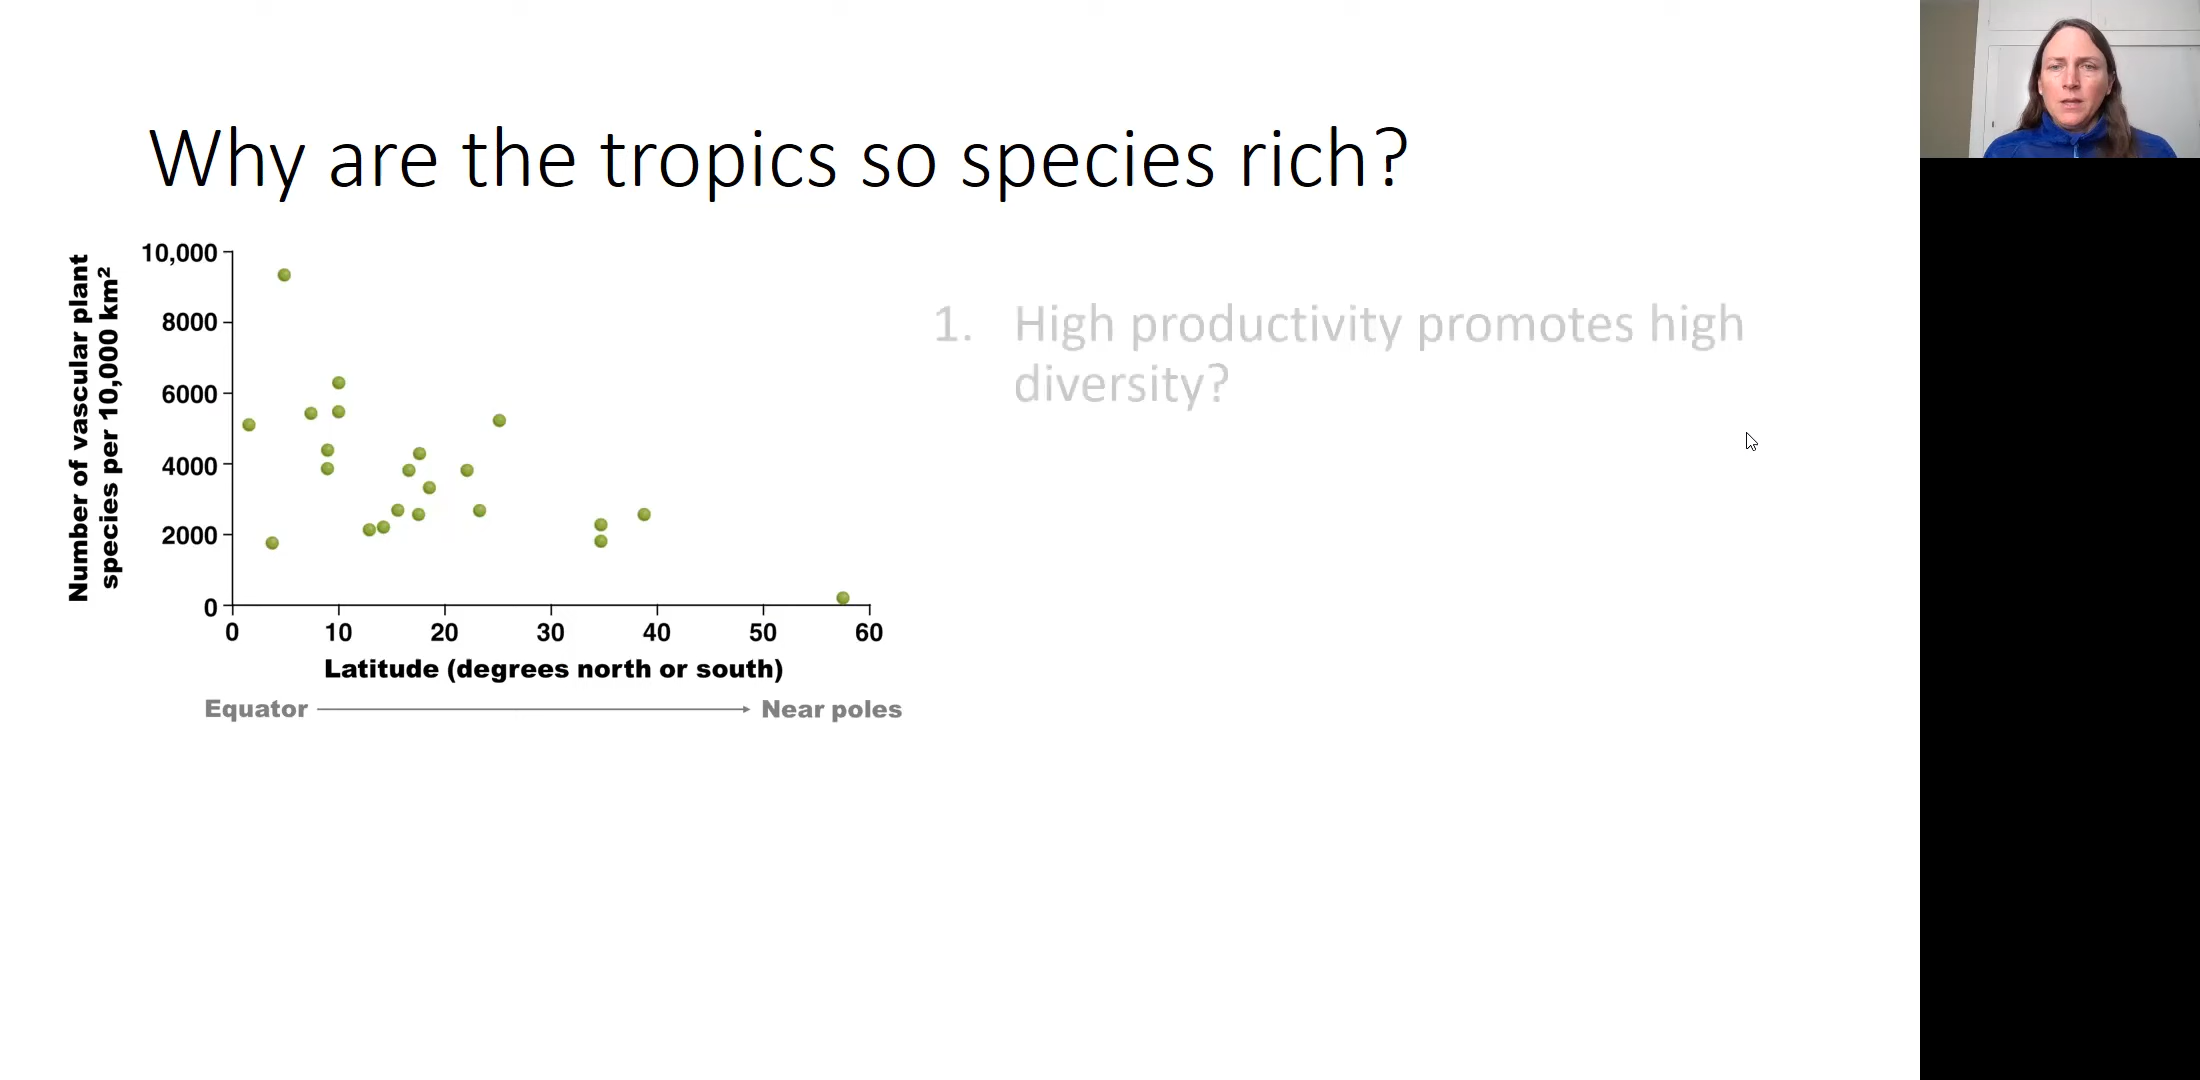 Why are the tropics so species rich?
Number of vascular plant
species per 10,000 km²
10,000
8000
6000
4000
2000
0
0 10 20 30 40 50 60
Latitude (degrees north or south)
Equator Near poles
1. High productivity promotes high
diversity?